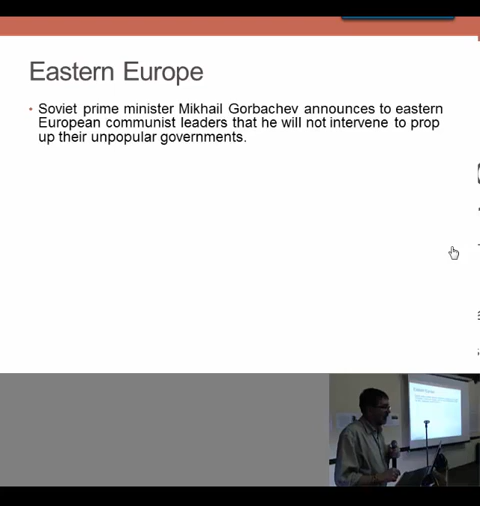 Eastern Europe
• Soviet prime minister Mikhail Gorbachev announces to eastern
European communist leaders that he will not intervene to prop
up their unpopular governments.